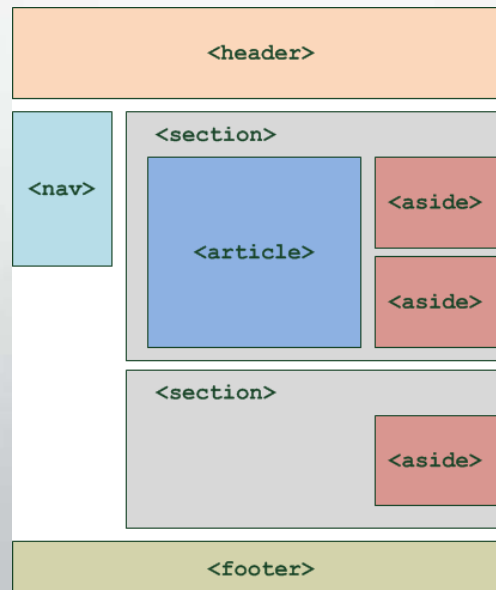 <header>
<section>
<nav>
<article>
<aside>
<aside>
<section>
<aside>
<footer>